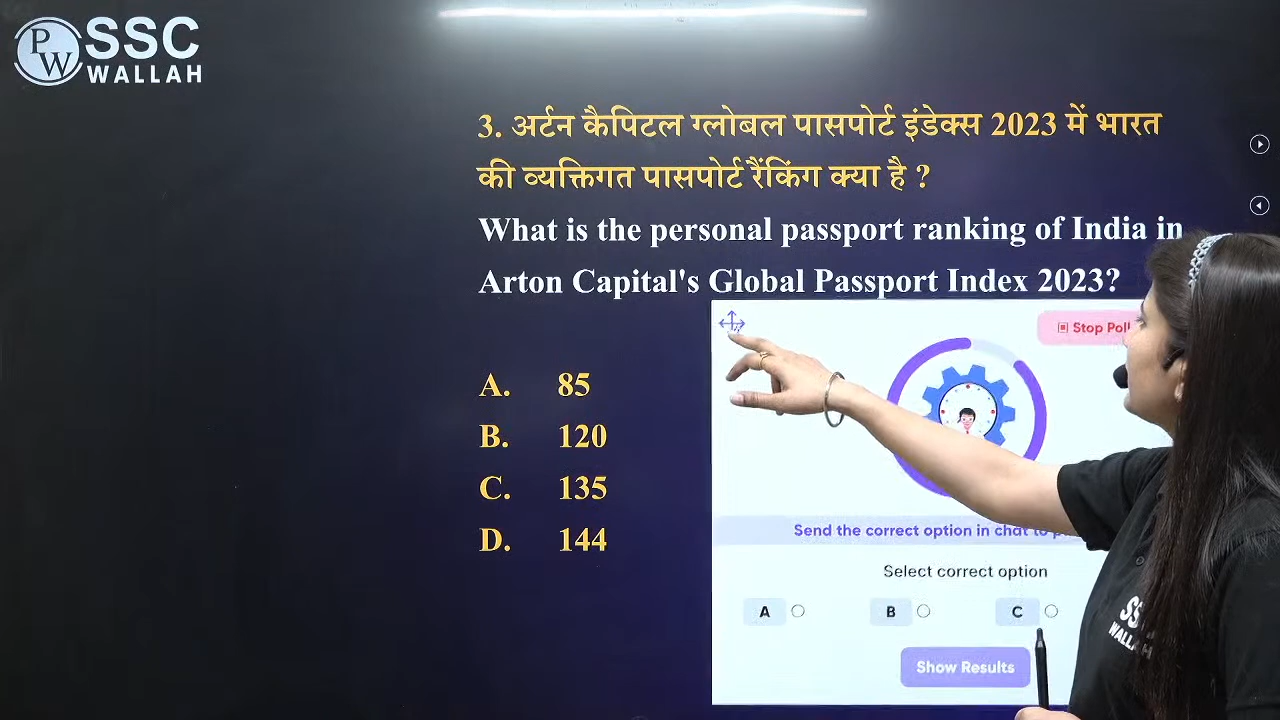 PW SSC
WALLAH
3. अर्टन कैपिटल ग्लोबल पासपोर्ट इंडेक्स 2023 में भारत
की व्यक्तिगत पासपोर्ट रैंकिंग क्या है ?
What is the personal passport ranking of India in
Arton Capital's Global Passport Index 2023?
Stop Poll
A. 85
B. 120
C. 135
D. 144
Send the correct option in chat to
Select correct option
A
B
C
Show Results
WALLAH